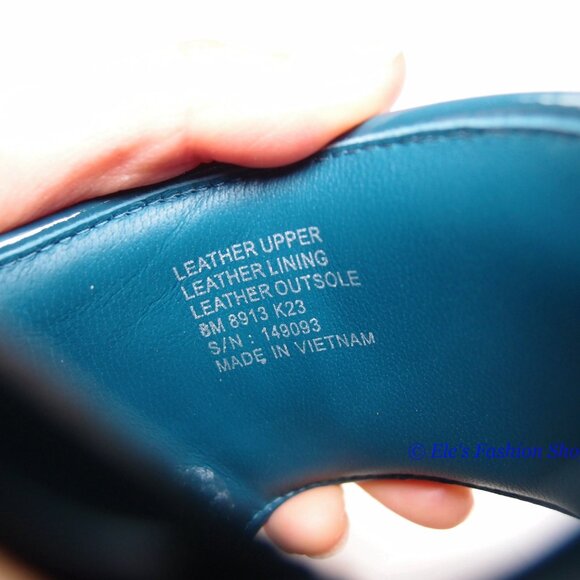 LEATHER UPPER
LEATHER LINING
LEATHER OUTSOLE
8M 8913 K23
S/N : 149093
MADE IN VIETNAM
© Ele's Fashion